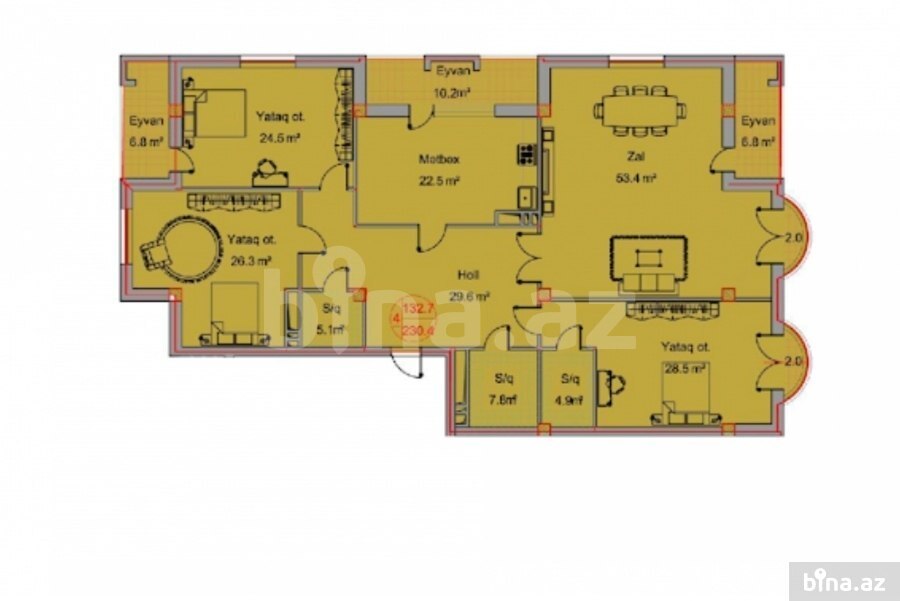 Eyvan
10.2m²
Eyvan
6.8 m²
Yataq ot.
24.5 m²
Mətbəx
22.5 m²
Zal
53.4 m²
Eyvan
6.8 m²
Yataq ot.
26.3 m²
2.0
Holl
29.6 m²
S/q
5.1m²
4
132.7
230.4
bina.az
Yataq ot.
28.5 m²
2.0
S/q
7.6m²
S/q
4.9m²
bina.az